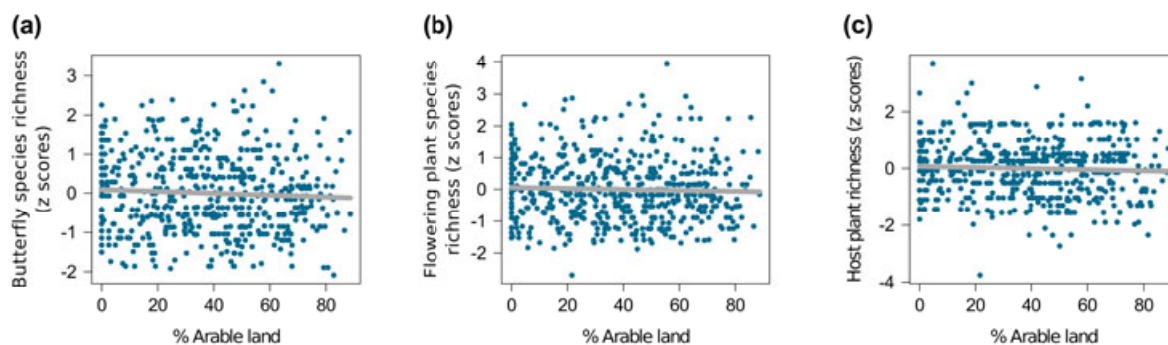 (a)
Butterfly species richness
(z scores)
3
2
1
0
-1
-2
0 20 40 60 80
% Arable land
(b)
Flowering plant species
richness (z scores)
4
3
2
1
0
-1
-2
0 20 40 60 80
% Arable land
(c)
Host plant richness (z scores)
2
0
-2
-4
0 20 40 60 80
% Arable land